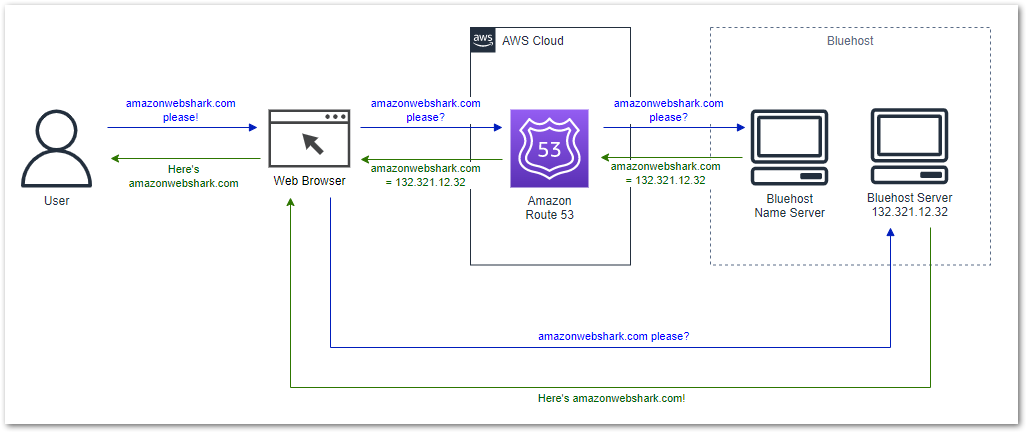 aws
AWS Cloud
Bluehost
amazonwebshark.com
please!
amazonwebshark.com
please?
amazonwebshark.com
please?
53
Here's
amazonwebshark.com
amazonwebshark.com
= 132.321.12.32
amazonwebshark.com
= 132.321.12.32
User
Web Browser
Amazon
Route 53
Bluehost
Name Server
Bluehost Server
132.321.12.32
amazonwebshark.com please?
Here's amazonwebshark.com!